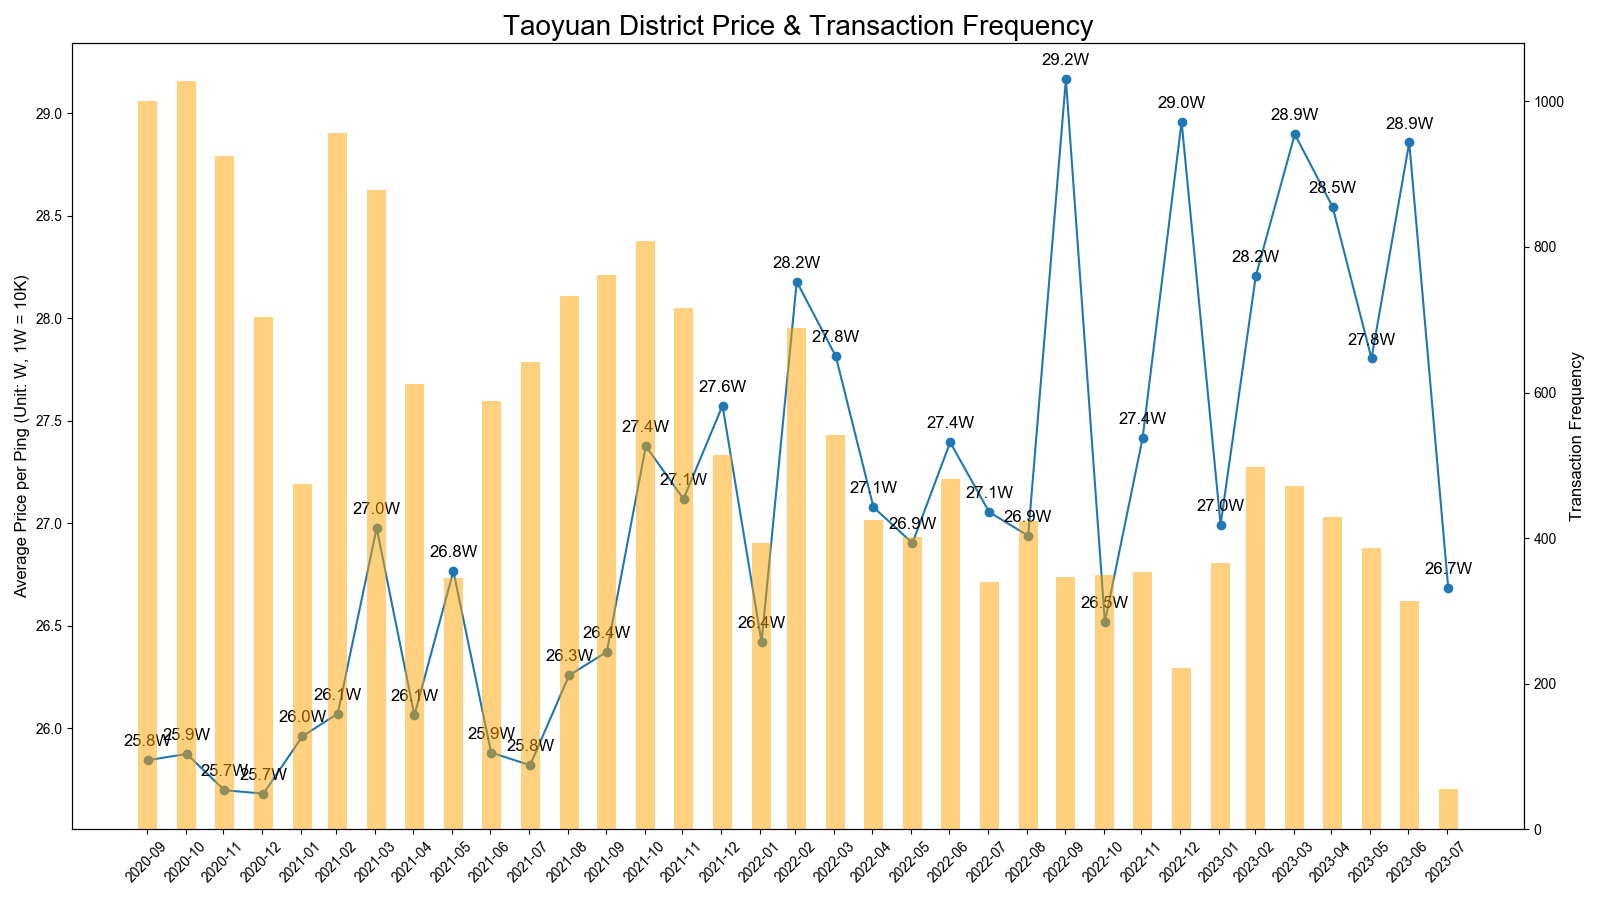 Taoyuan District Price & Transaction Frequency
Average Price per Ping (Unit: W, 1W = 10K)
29.0
28.5
28.0
27.5
27.0
26.5
26.0
25.8W
25.9W
25.7W
25.7W
26.0W
26.1W
27.0W
26.1W
26.8W
25.9W
25.8W
26.3W
26.4W
27.4W
27.1W
27.6W
26.4W
28.2W
27.8W
27.1W
26.9W
27.4W
27.1W
26.9W
29.2W
26.5W
27.4W
29.0W
27.0W
28.2W
28.9W
28.5W
27.8W
28.9W
26.7W
1000
800
600
400
200
0
Transaction Frequency
2020-09
2020-10
2020-11
2020-12
2021-01
2021-02
2021-03
2021-04
2021-05
2021-06
2021-07
2021-08
2021-09
2021-10
2021-11
2021-12
2022-01
2022-02
2022-03
2022-04
2022-05
2022-06
2022-07
2022-08
2022-09
2022-10
2022-11
2022-12
2023-01
2023-02
2023-03
2023-04
2023-05
2023-06
2023-07